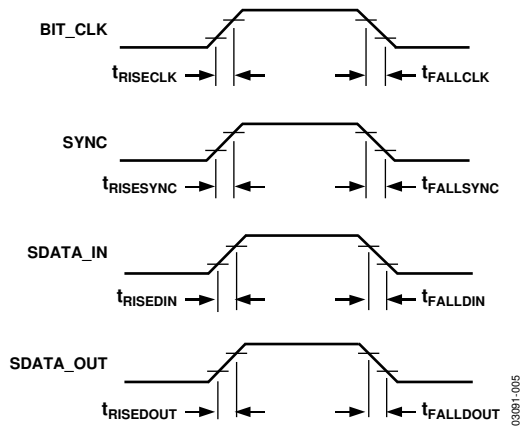 BIT_CLK
tRISECLK
tFALLCLK
SYNC
tRISESYNC
tFALLSYNC
SDATA_IN
tRISEDIN
tFALLDIN
SDATA_OUT
tRISEDOUT
tFALLDOUT
03091-005